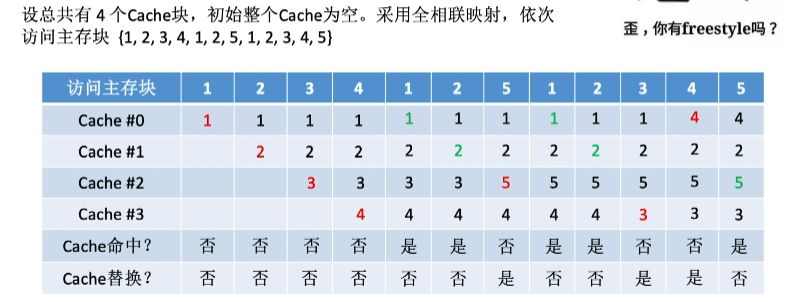 设总共有 4 个Cache块，初始整个Cache为空。采用全相联映射，依次
访问主存块 {1, 2, 3, 4, 1, 2, 5, 1, 2, 3, 4, 5}
歪，你有freestyle吗？
访问主存块 1 2 3 4 1 2 5 1 2 3 4 5
Cache #0 1 1 1 1 1 1 1 1 1 1 4 4
Cache #1 2 2 2 2 2 2 2 2 2 2 2
Cache #2 3 3 3 3 5 5 5 5 5 5
Cache #3 4 4 4 4 4 4 3 3 3
Cache命中？ 否 否 否 否 是 是 否 是 是 否 否 是
Cache替换？ 否 否 否 否 否 否 是 否 否 是 是 否